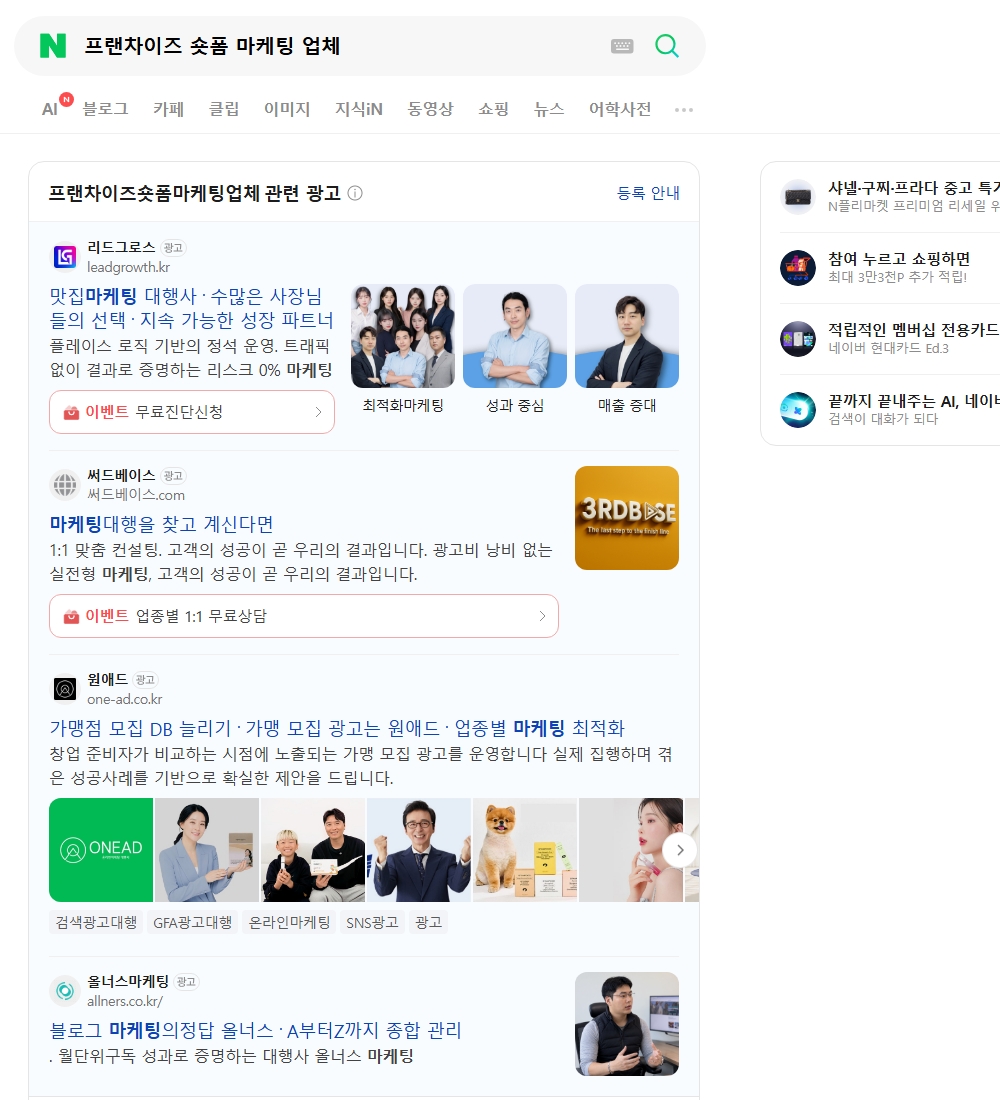 프랜차이즈 숏폼 마케팅 업체
AI N 블로그 카페 클립 이미지 지식iN 동영상 쇼핑 뉴스 어학사전
프랜차이즈숏폼마케팅업체 관련 광고
등록 안내
리드그로스 광고
leadgrowth.kr
맛집마케팅 대행사 · 수많은 사장님
들의 선택 · 지속 가능한 성장 파트너
플레이스 로직 기반의 정석 운영. 트래픽
없이 결과로 증명하는 리스크 0% 마케팅
이벤트 무료진단신청
최적화마케팅
성과 중심
매출 증대
써드베이스 광고
써드베이스.com
마케팅대행을 찾고 계신다면
1:1 맞춤 컨설팅. 고객의 성공이 곧 우리의 결과입니다. 광고비 낭비 없는
실전형 마케팅, 고객의 성공이 곧 우리의 결과입니다.
이벤트 업종별 1:1 무료상담
3RDBASE
The last step to the finish line
원애드 광고
one-ad.co.kr
가맹점 모집 DB 늘리기 · 가맹 모집 광고는 원애드 · 업종별 마케팅 최적화
창업 준비자가 비교하는 시점에 노출되는 가맹 모집 광고를 운영합니다 실제 집행하며 겪
은 성공사례를 기반으로 확실한 제안을 드립니다.
ONEAD
검색광고대행 GFA광고대행 온라인마케팅 SNS광고 광고
올너스마케팅 광고
allners.co.kr/
블로그 마케팅의정답 올너스 · A부터Z까지 종합 관리
. 월단위구독 성과로 증명하는 대행사 올너스 마케팅
샤넬·구찌·프라다 중고 특가
N플리마켓 프리미엄 리세일 위
참여 누르고 쇼핑하면
최대 3만3천P 추가 적립!
적립적인 멤버십 전용카드
네이버 현대카드 Ed.3
끝까지 끝내주는 AI, 네이버
검색이 대화가 되다